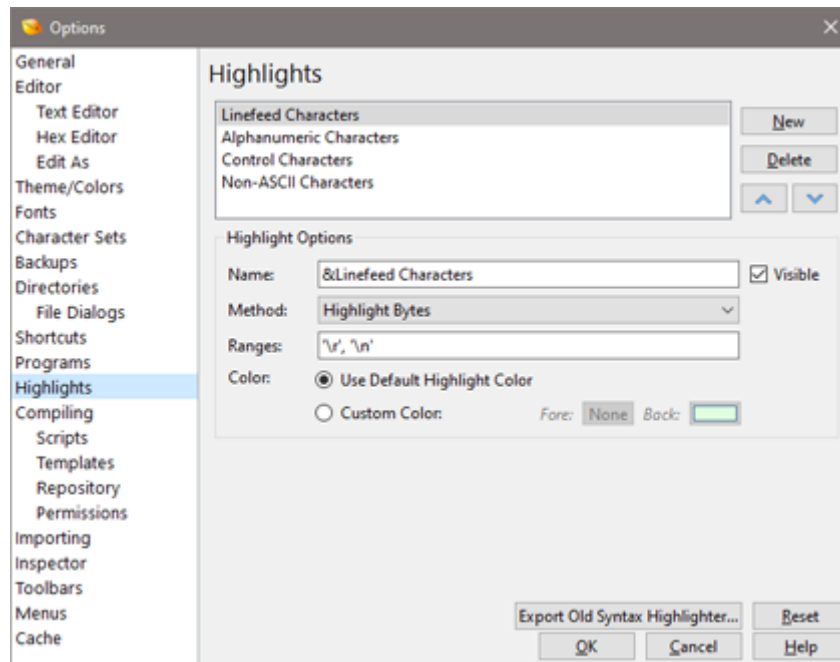 Options
General
Editor
Text Editor
Hex Editor
Edit As
Theme/Colors
Fonts
Character Sets
Backups
Directories
File Dialogs
Shortcuts
Programs
Highlights
Compiling
Scripts
Templates
Repository
Permissions
Importing
Inspector
Toolbars
Menus
Cache
Highlights
Linefeed Characters
Alphanumeric Characters
Control Characters
Non-ASCII Characters
New
Delete
Highlight Options
Name: &Linefeed Characters Visible
Method: Highlight Bytes
Ranges: '\r', '\n'
Color: Use Default Highlight Color
Custom Color: Fore: None Back:
Export Old Syntax Highlighter... Reset
OK Cancel Help